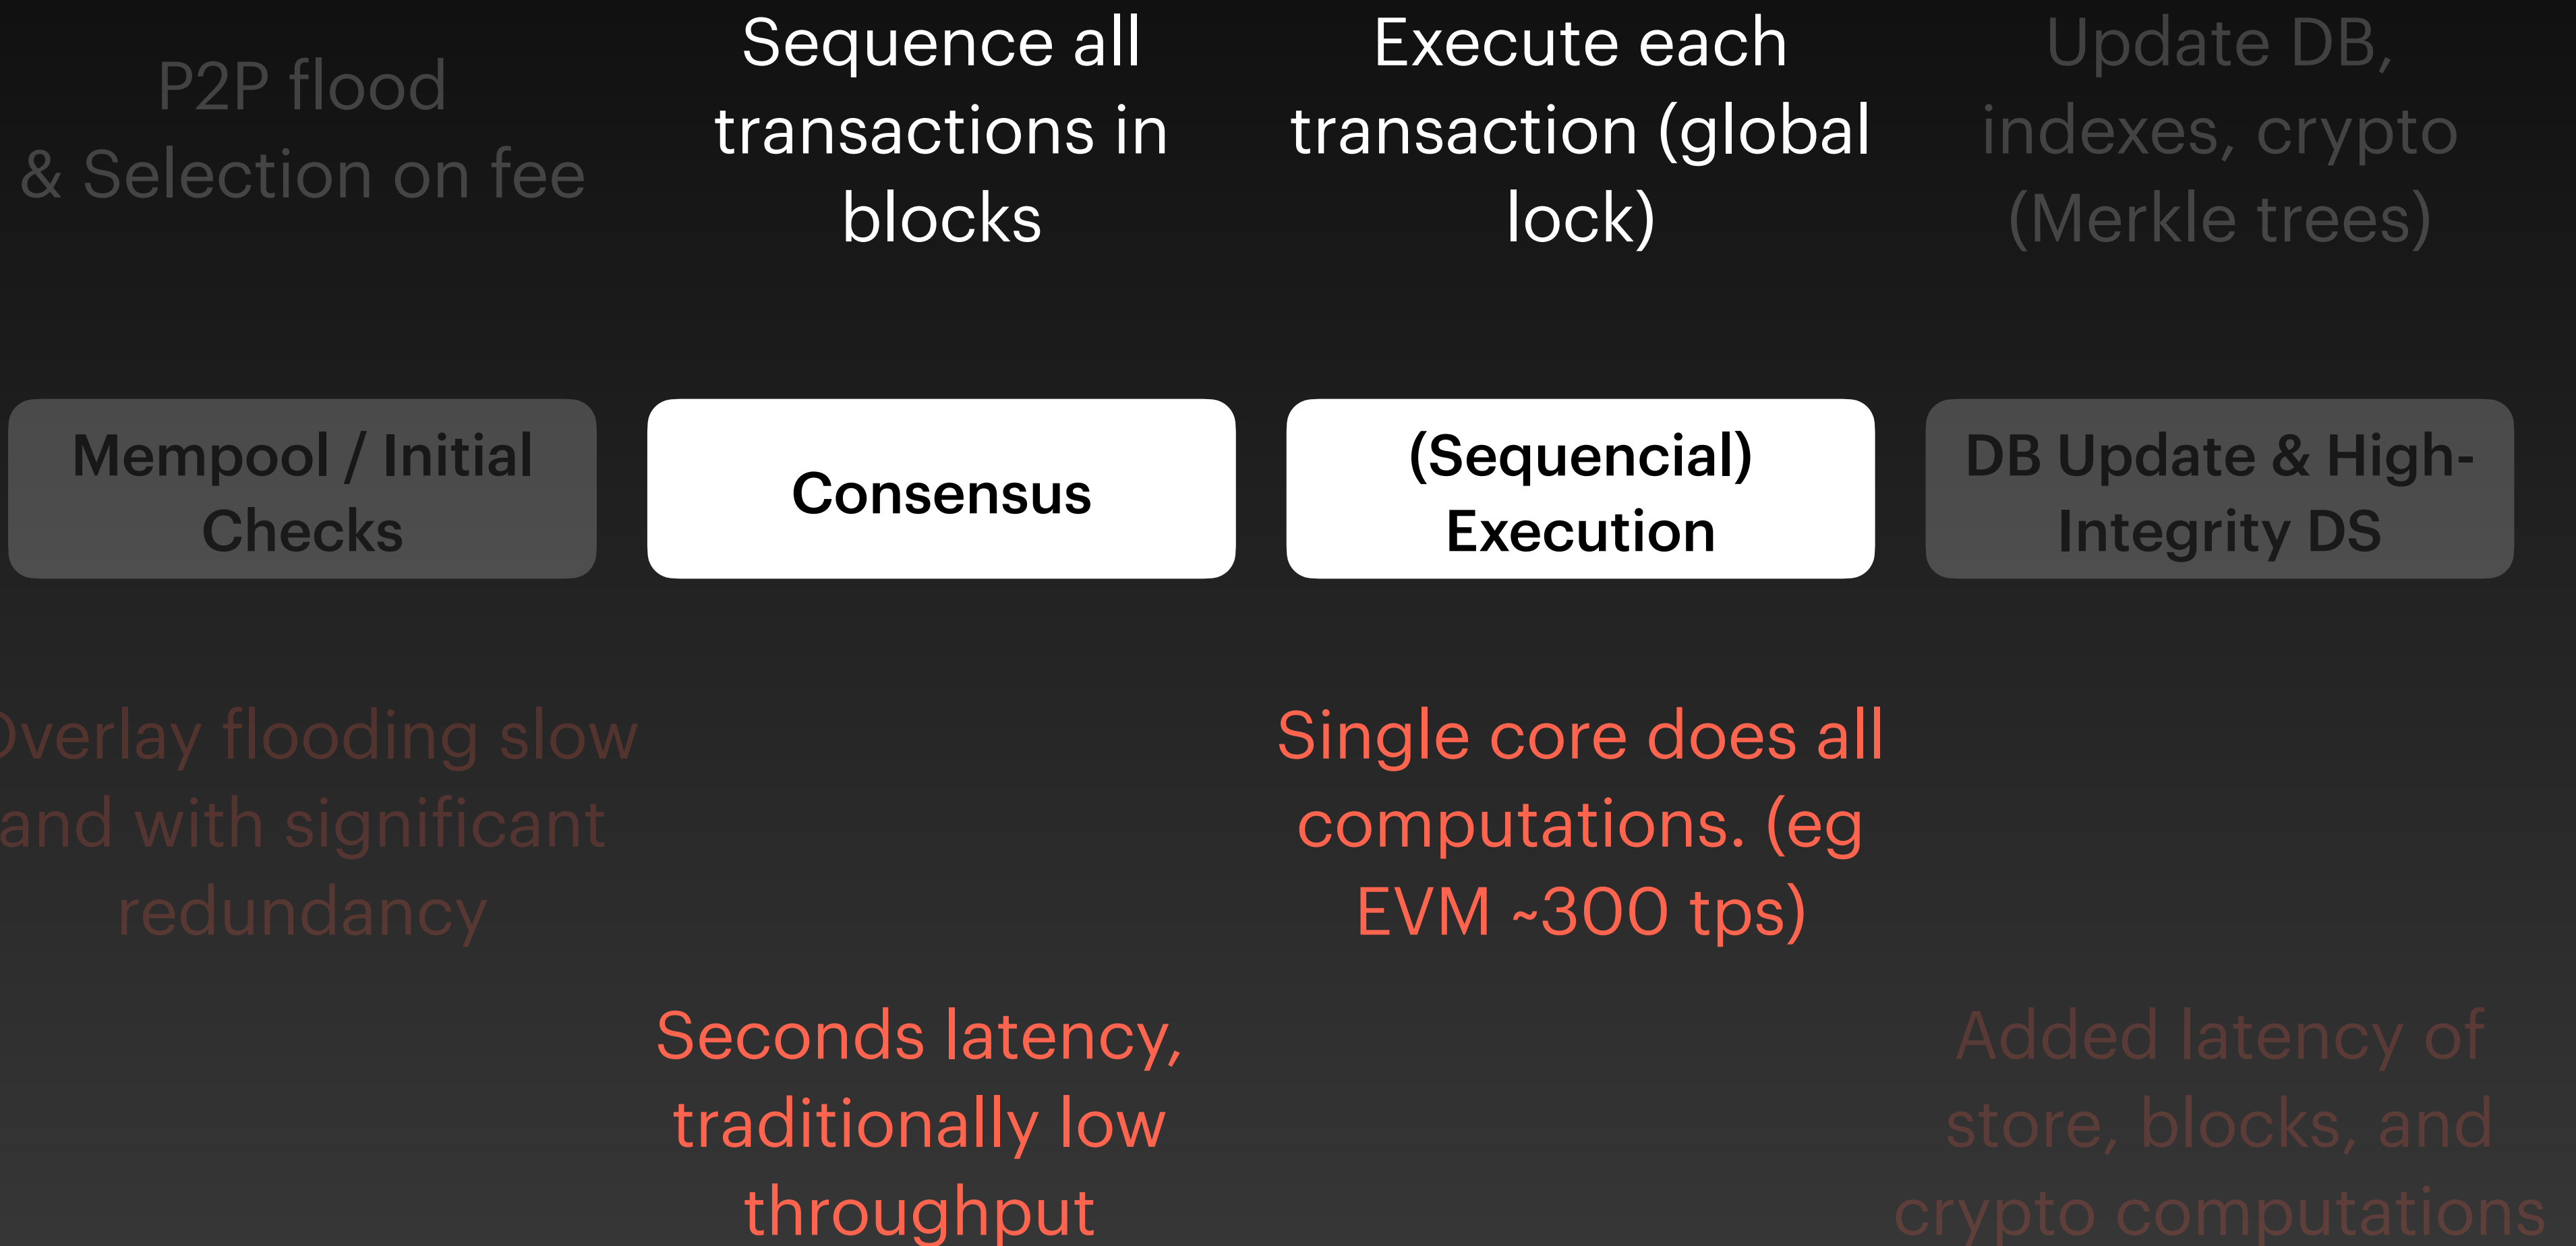 P2P flood
& Selection on fee
Sequence all
transactions in
blocks
Execute each
transaction (global
lock)
Update DB,
indexes, crypto
(Merkle trees)
Mempool / Initial
Checks
Consensus
(Sequencial)
Execution
DB Update & High-
Integrity DS
Overlay flooding slow
and with significant
redundancy
Seconds latency,
traditionally low
throughput
Single core does all
computations. (eg
EVM ~300 tps)
Added latency of
store, blocks, and
crypto computations